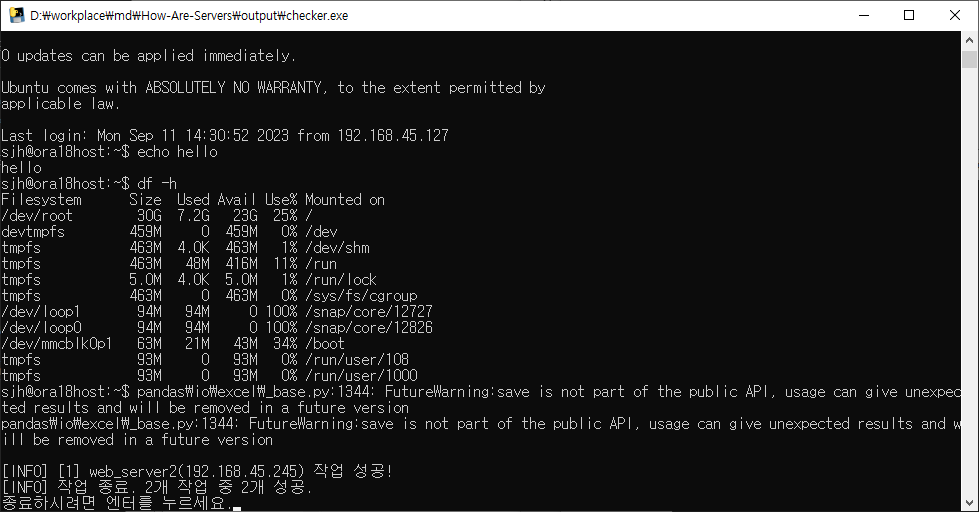 D:₩workplace₩md₩How-Are-Servers₩output₩checker.exe
0 updates can be applied immediately.
Ubuntu comes with ABSOLUTELY NO WARRANTY, to the extent permitted by
applicable law.
Last login: Mon Sep 11 14:30:52 2023 from 192.168.45.127
sjh@ora18host:~$ echo hello
hello
sjh@ora18host:~$ df -h
Filesystem      Size  Used Avail Use% Mounted on
/dev/root        30G  7.2G   23G  25% /
devtmpfs        459M     0  459M   0% /dev
tmpfs           463M  4.0K  463M   1% /dev/shm
tmpfs           463M   48M  416M  11% /run
tmpfs           5.0M  4.0K  5.0M   1% /run/lock
tmpfs           463M     0  463M   0% /sys/fs/cgroup
/dev/loop1       94M   94M     0 100% /snap/core/12727
/dev/loop0       94M   94M     0 100% /snap/core/12826
/dev/mmcblk0p1   63M   21M   43M  34% /boot
tmpfs            93M     0   93M   0% /run/user/108
tmpfs            93M     0   93M   0% /run/user/1000
sjh@ora18host:~$ pandas₩io₩excel₩_base.py:1344: FutureWarning:save is not part of the public API, usage can give unexpec
ted results and will be removed in a future version
pandas₩io₩excel₩_base.py:1344: FutureWarning:save is not part of the public API, usage can give unexpected results and w
ill be removed in a future version
[INFO] [1] web_server2(192.168.45.245) 작업 성공!
[INFO] 작업 종료. 2개 작업 중 2개 성공.
종료하시려면 엔터를 누르세요.